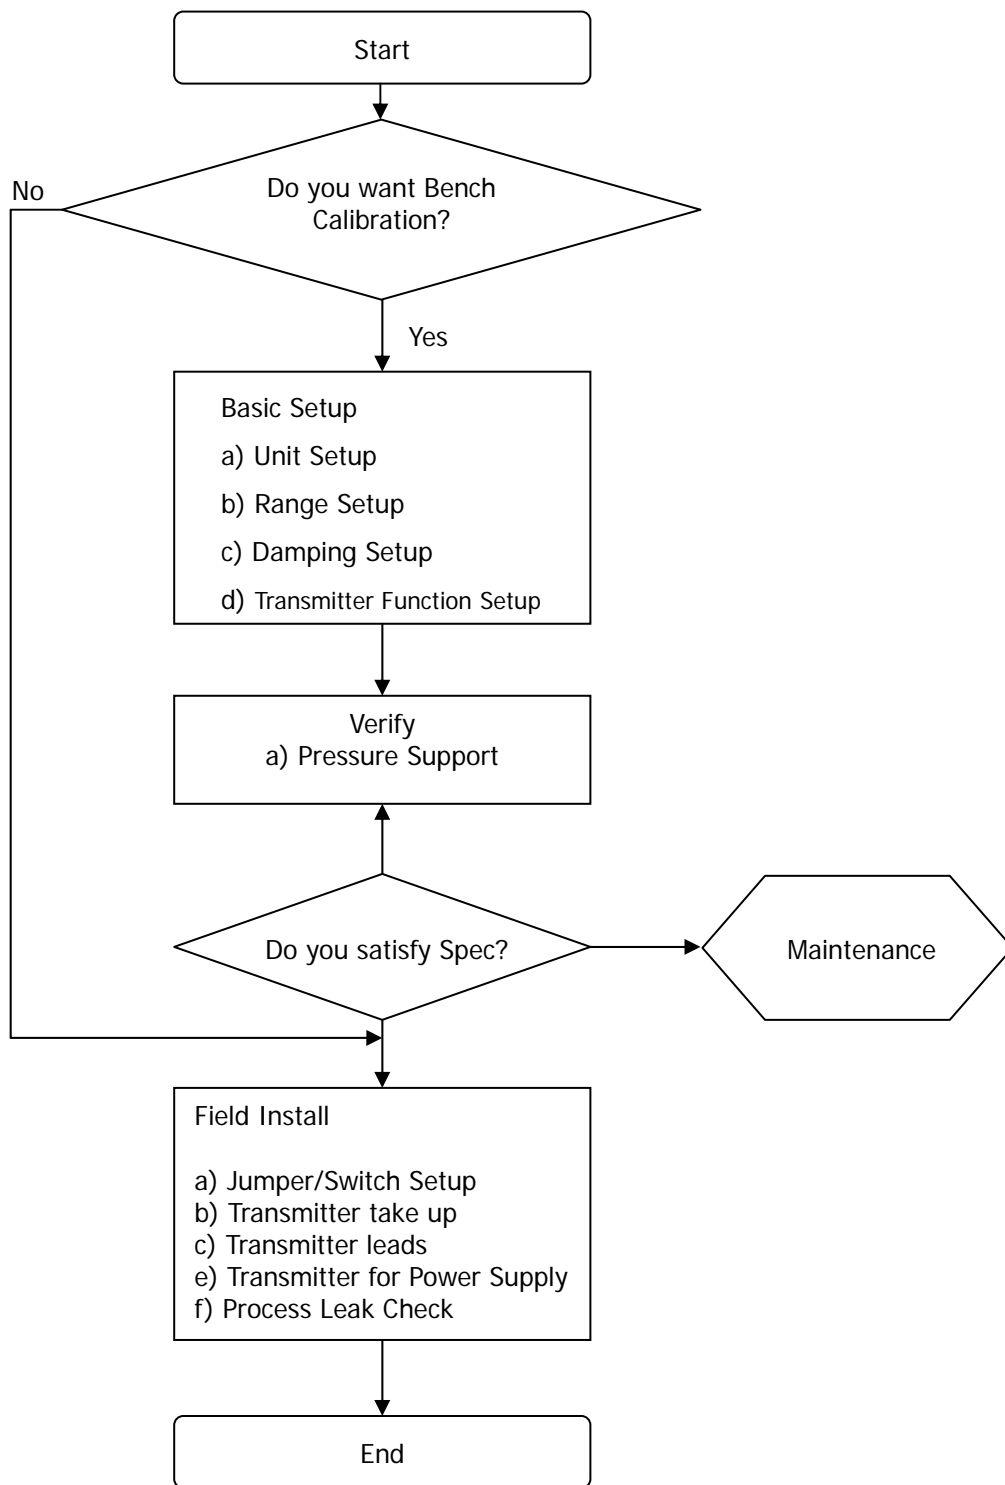 Start
Do you want Bench
Calibration?
No
Yes
Basic Setup
a) Unit Setup
b) Range Setup
c) Damping Setup
d) Transmitter Function Setup
Verify
a) Pressure Support
Do you satisfy Spec?
Maintenance
Field Install
a) Jumper/Switch Setup
b) Transmitter take up
c) Transmitter leads
e) Transmitter for Power Supply
f) Process Leak Check
End